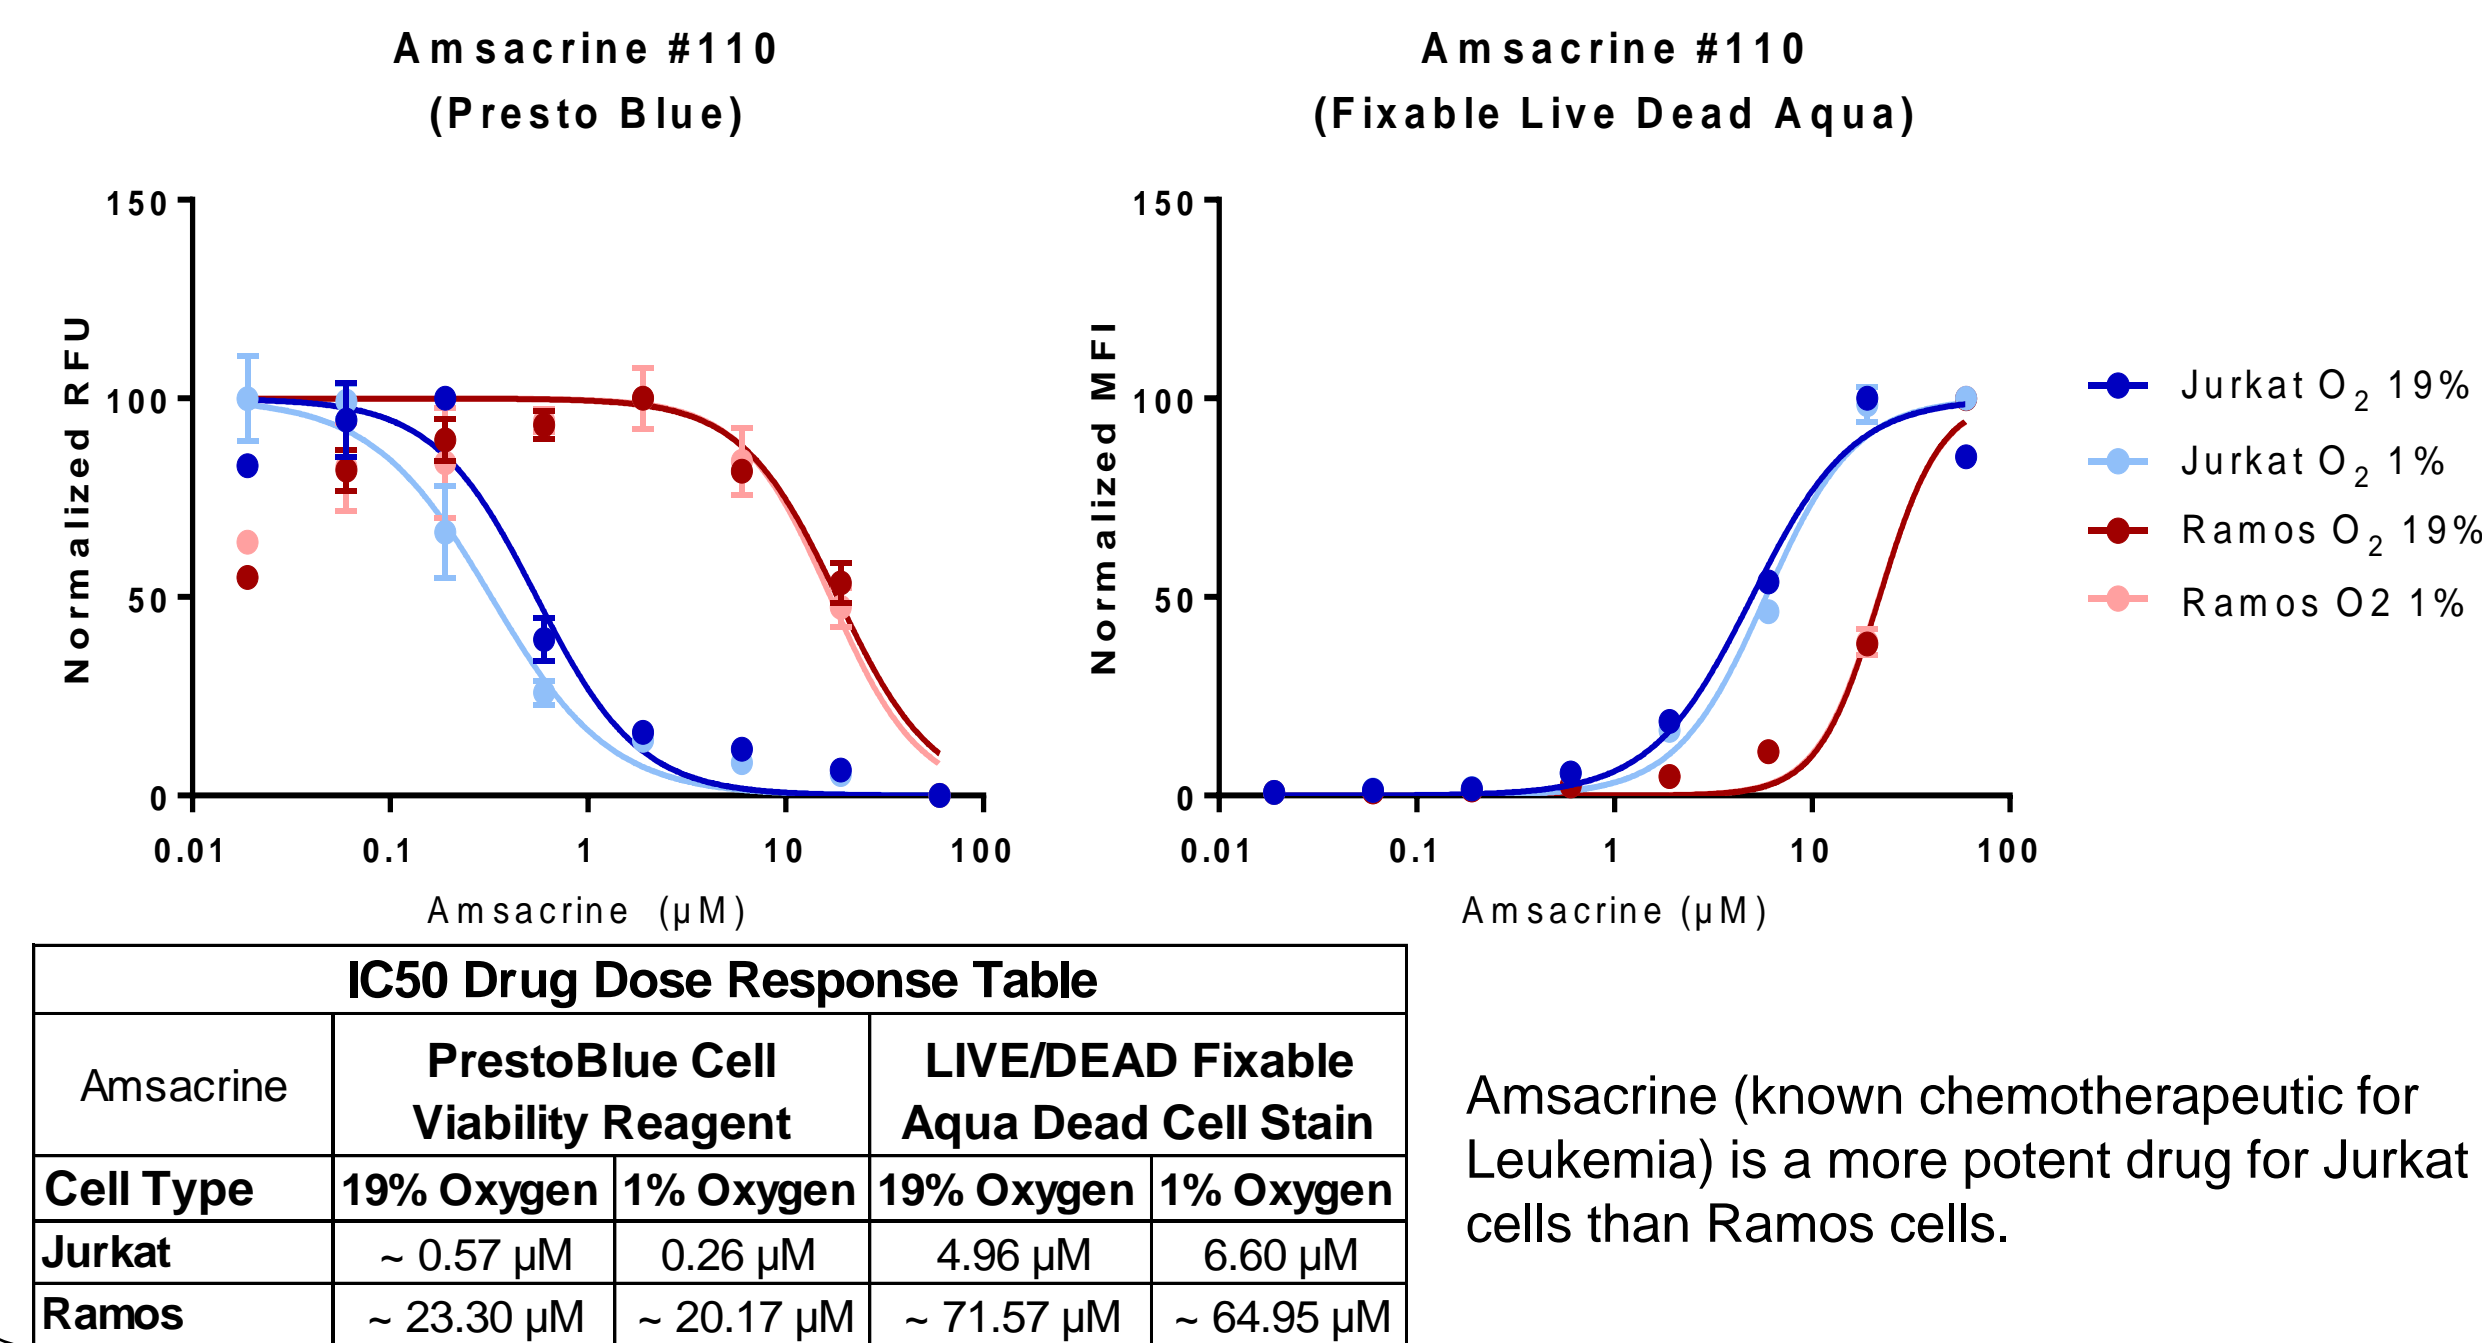 Amsacrine #110
(Presto Blue)
150
100
50
0
Normalized RFU
0.01 0.1 1 10 100
Amsacrine (µM)
Amsacrine #110
(Fixable Live Dead Aqua)
150
100
50
0
Normalized MFI
0.01 0.1 1 10 100
Amsacrine (µM)
Jurkat O2 19%
Jurkat O2 1%
Ramos O2 19%
Ramos O2 1%
IC50 Drug Dose Response Table
Amsacrine
PrestoBlue Cell
Viability Reagent
LIVE/DEAD Fixable
Aqua Dead Cell Stain
Cell Type 19% Oxygen 1% Oxygen 19% Oxygen 1% Oxygen
Jurkat ~ 0.57 µM 0.26 µM 4.96 µM 6.60 µM
Ramos ~ 23.30 µM ~ 20.17 µM ~ 71.57 µM ~ 64.95 µM
Amsacrine (known chemotherapeutic for
Leukemia) is a more potent drug for Jurkat
cells than Ramos cells.